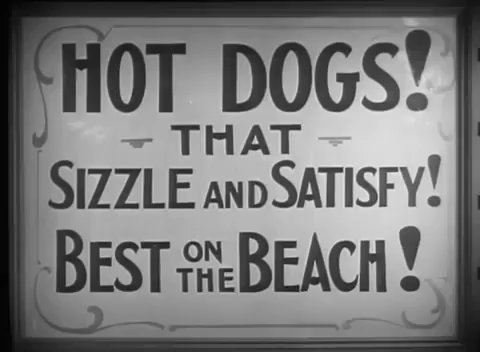 HOT DOGS!
THAT
SIZZLE AND SATISFY!
BEST ON THE BEACH!